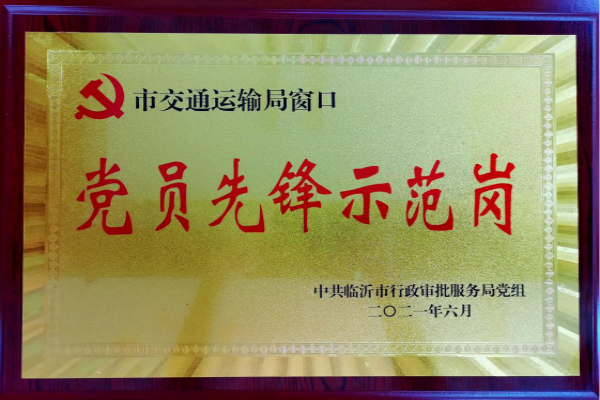 市交通运输局窗口
党员先锋示范岗
中共临沂市行政审批服务局党组
二〇二一年六月